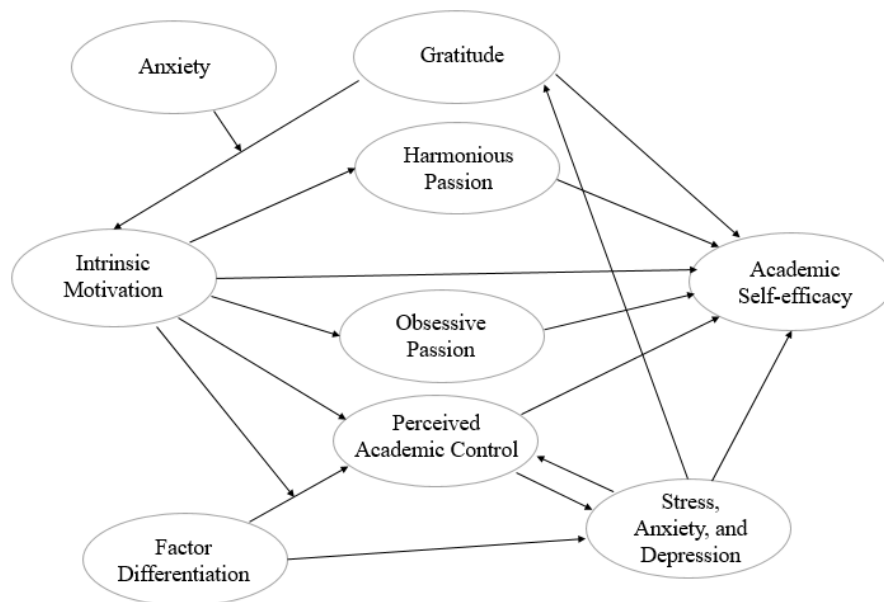 Anxiety
Gratitude
Harmonious
Passion
Intrinsic
Motivation
Academic
Self-efficacy
Obsessive
Passion
Perceived
Academic Control
Stress,
Anxiety, and
Depression
Factor
Differentiation